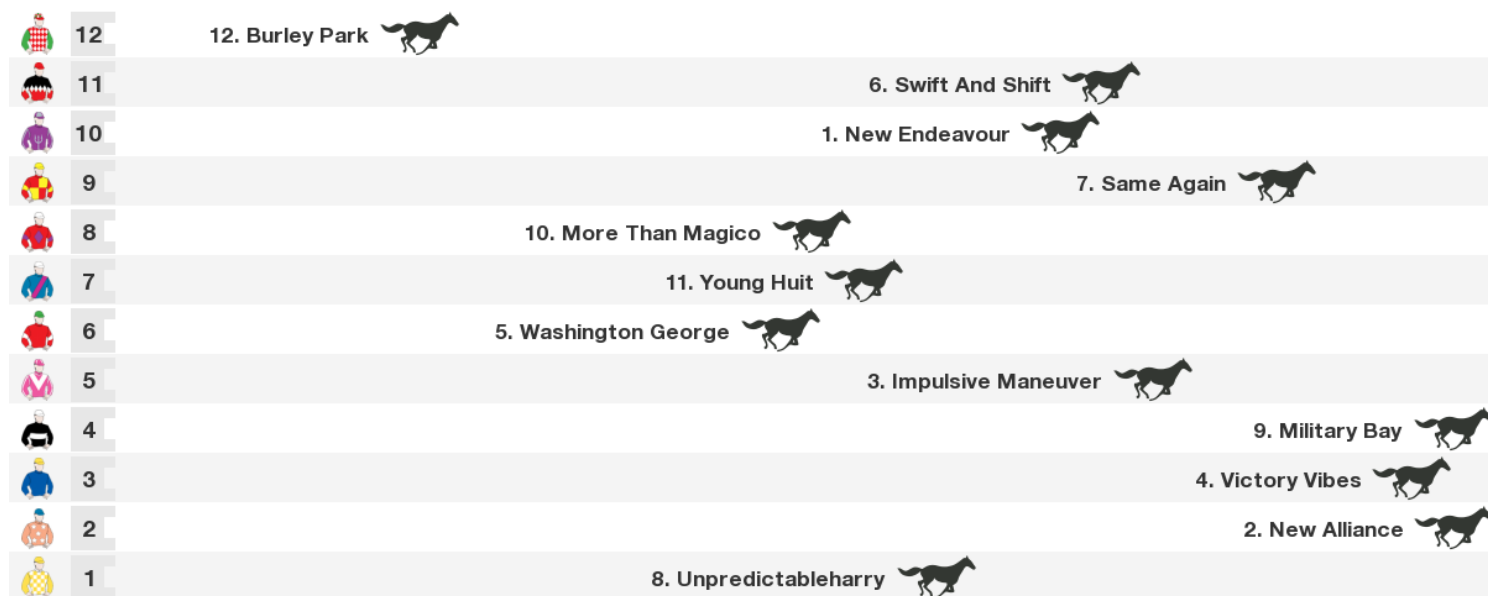 12 12. Burley Park
11 6. Swift And Shift
10 1. New Endeavour
9 7. Same Again
8 10. More Than Magico
7 11. Young Huit
6 5. Washington George
5 3. Impulsive Maneuver
4 9. Military Bay
3 4. Victory Vibes
2 2. New Alliance
1 8. Unpredictableharry